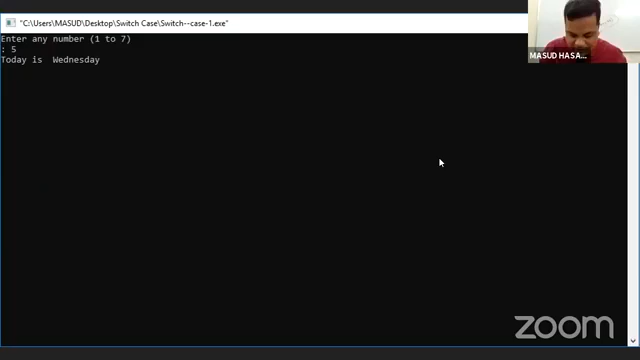 "C:\Users\MASUD\Desktop\Switch Case\Switch--case-1.exe"
Enter any number (1 to 7)
: 5
Today is  Wednesday
MASUD HASA...
zoom